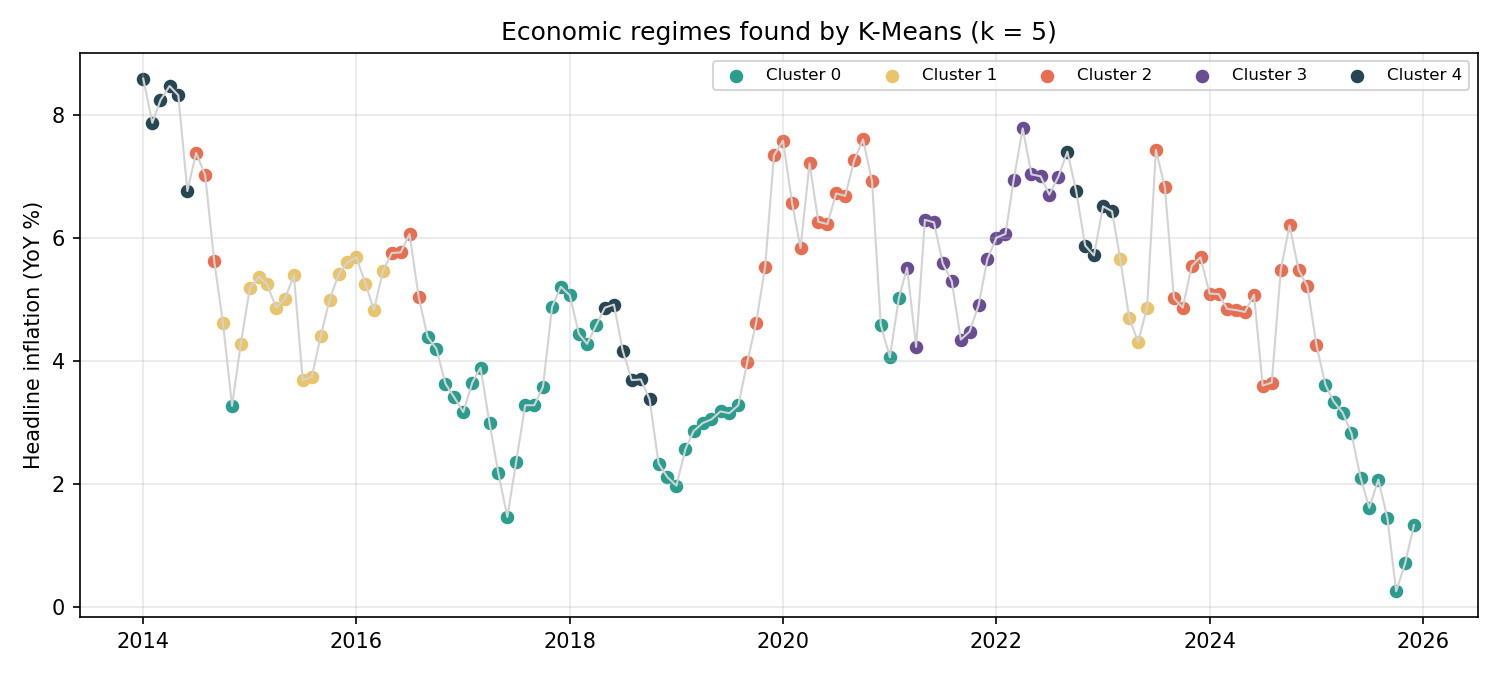 Economic regimes found by K-Means (k = 5)
Cluster 0 Cluster 1 Cluster 2 Cluster 3 Cluster 4
Headline inflation (YoY %)
8
6
4
2
0
2014 2016 2018 2020 2022 2024 2026